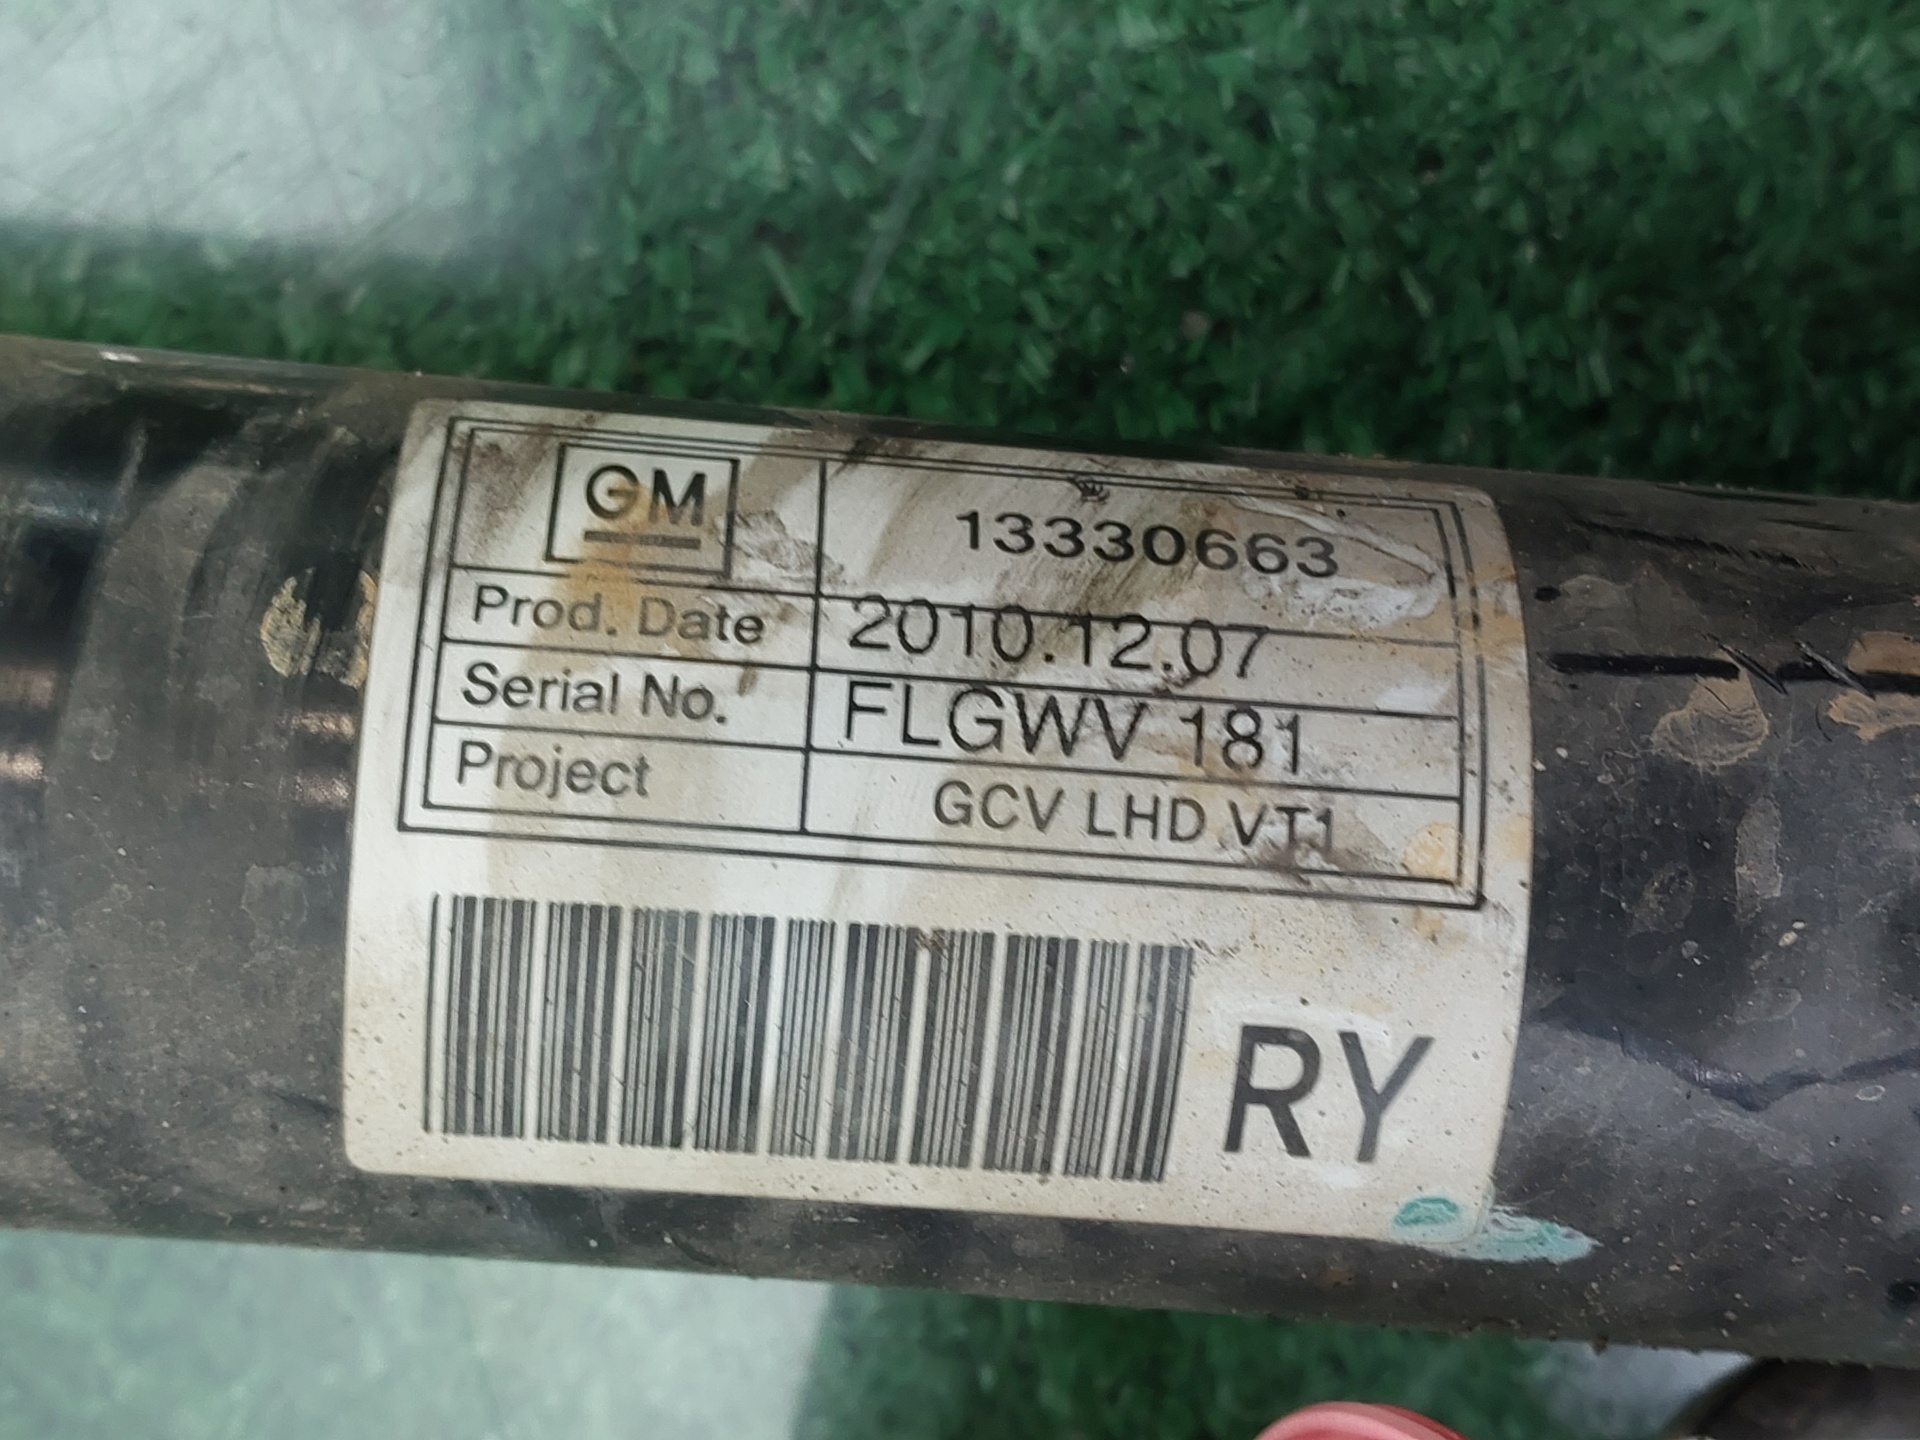 GM 13330663
Prod. Date 2010.12.07
Serial No. FLGWV 181
Project GCV LHD VT1
RY